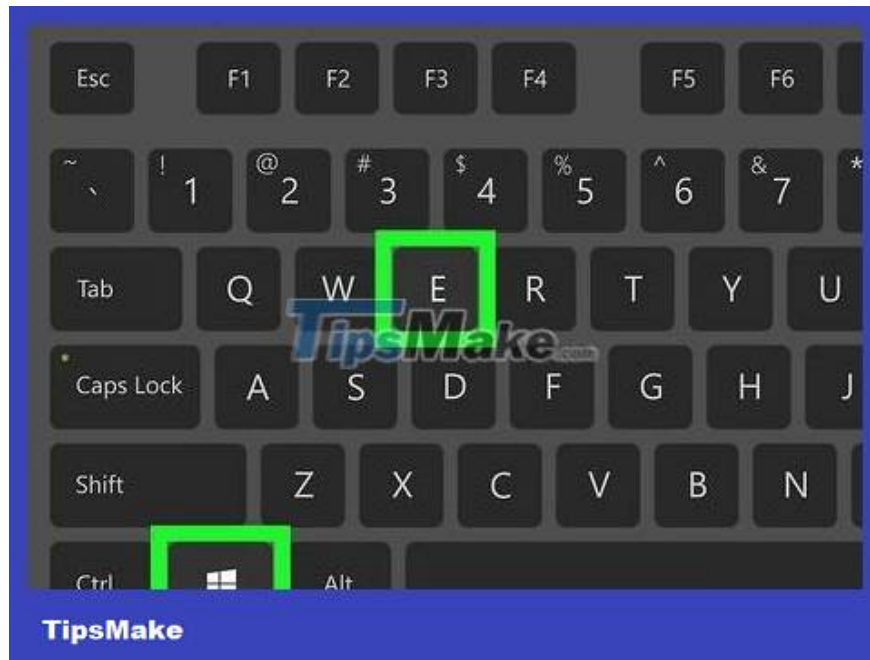 Esc F1 F2 F3 F4 F5 F6
~ ` ! 1 @ 2 # 3 $ 4 % 5 ^ 6 & 7 *
Tab Q W E R T Y U
TipsMake.com
Caps Lock A S D F G H J
Shift Z X C V B N
Ctrl Alt
TipsMake